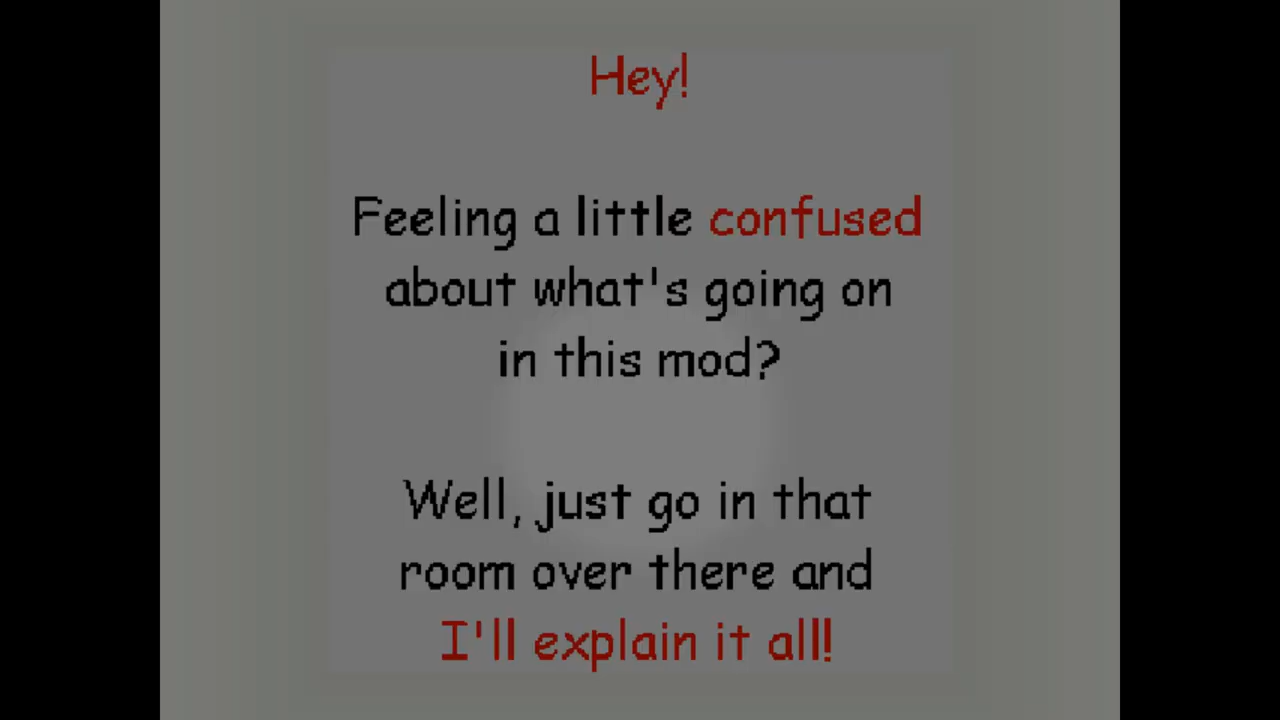 Hey!
Feeling a little confused
about what's going on
in this mod?
Well, just go in that
room over there and
I'll explain it all!